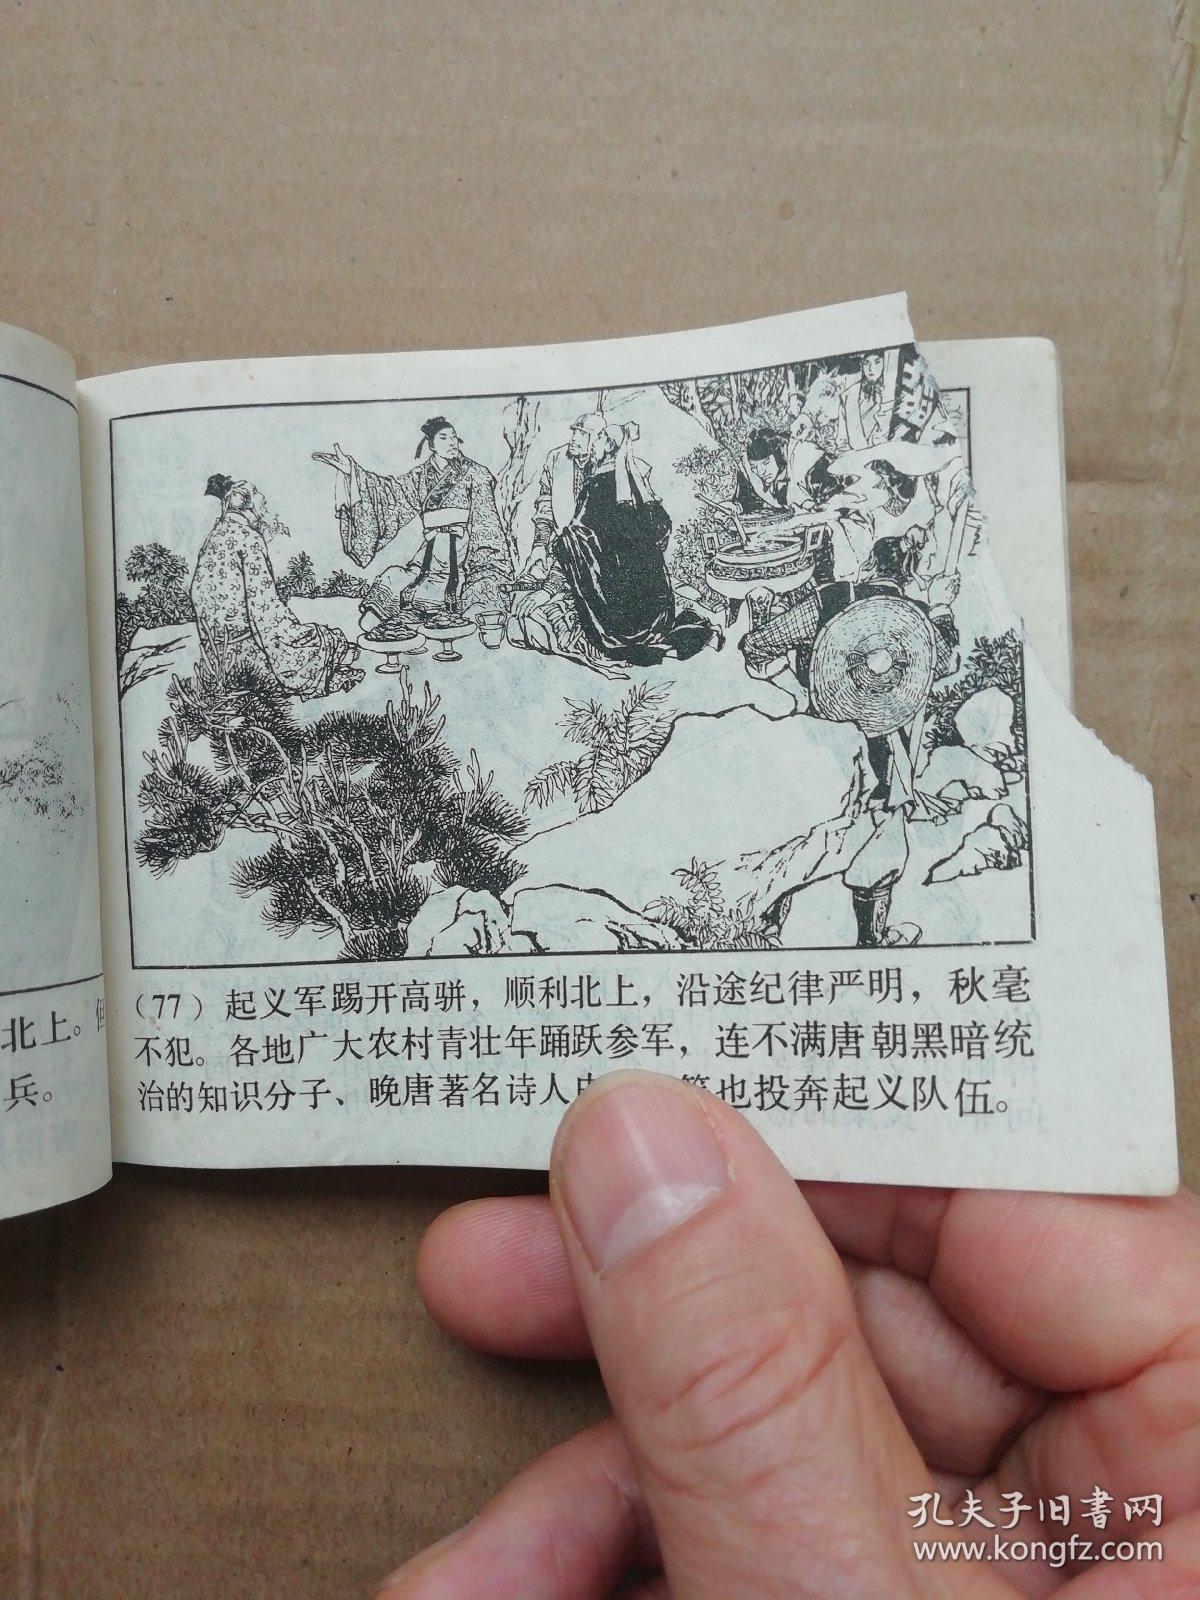 北上。
兵。
(77) 起义军踢开高骈，顺利北上，沿途纪律严明，秋毫
不犯。各地广大农村青壮年踊跃参军，连不满唐朝黑暗统
治的知识分子、晚唐著名诗人 也投奔起义队伍。
孔夫子旧書网
www.kongfz.com